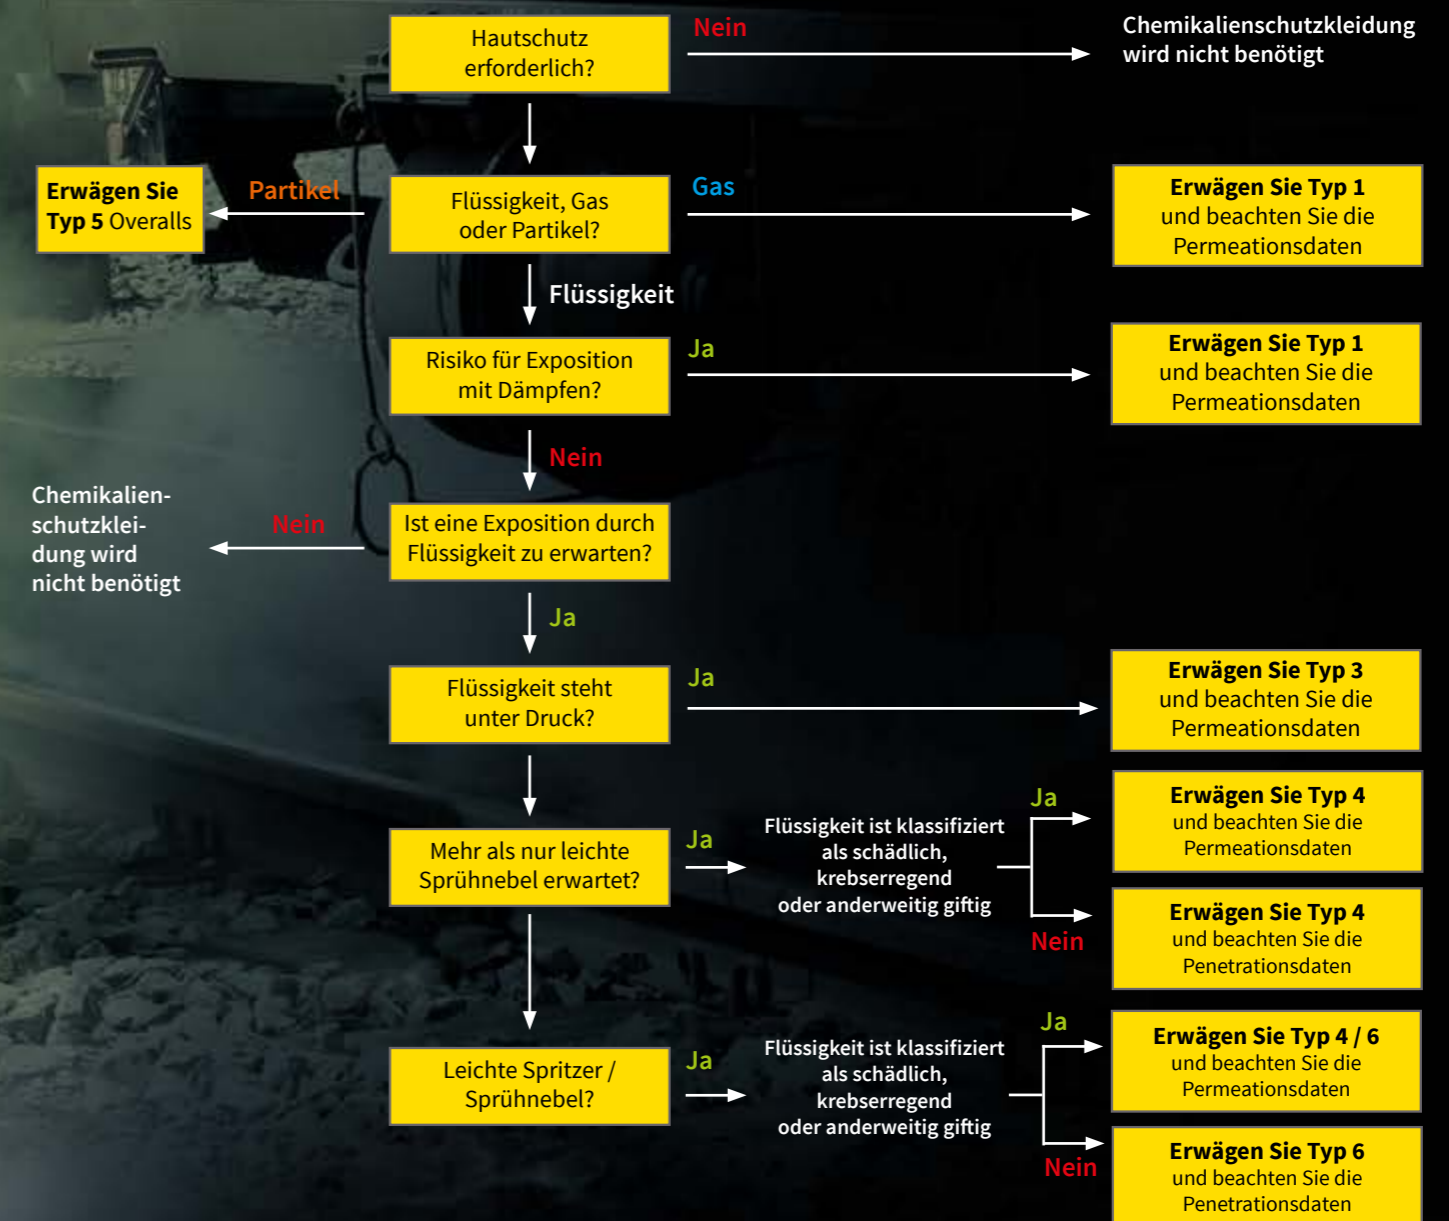 Hautschutz
erforderlich?
Nein
Chemikalienschutzkleidung
wird nicht benötigt
Erwägen Sie
Typ 5 Overalls
Partikel
Flüssigkeit, Gas
oder Partikel?
Gas
Erwägen Sie Typ 1
und beachten Sie die
Permeationsdaten
Flüssigkeit
Risiko für Exposition
mit Dämpfen?
Ja
Erwägen Sie Typ 1
und beachten Sie die
Permeationsdaten
Nein
Chemikalien-
schutzklei-
dung wird
nicht benötigt
Nein
Ist eine Exposition durch
Flüssigkeit zu erwarten?
Ja
Flüssigkeit steht
unter Druck?
Ja
Erwägen Sie Typ 3
und beachten Sie die
Permeationsdaten
Mehr als nur leichte
Sprühnebel erwartet?
Ja
Flüssigkeit ist klassifiziert
als schädlich,
krebserregend
oder anderweitig giftig
Ja
Erwägen Sie Typ 4
und beachten Sie die
Permeationsdaten
Nein
Erwägen Sie Typ 4
und beachten Sie die
Penetrationsdaten
Leichte Spritzer /
Sprühnebel?
Ja
Flüssigkeit ist klassifiziert
als schädlich,
krebserregend
oder anderweitig giftig
Ja
Erwägen Sie Typ 4 / 6
und beachten Sie die
Permeationsdaten
Nein
Erwägen Sie Typ 6
und beachten Sie die
Penetrationsdaten